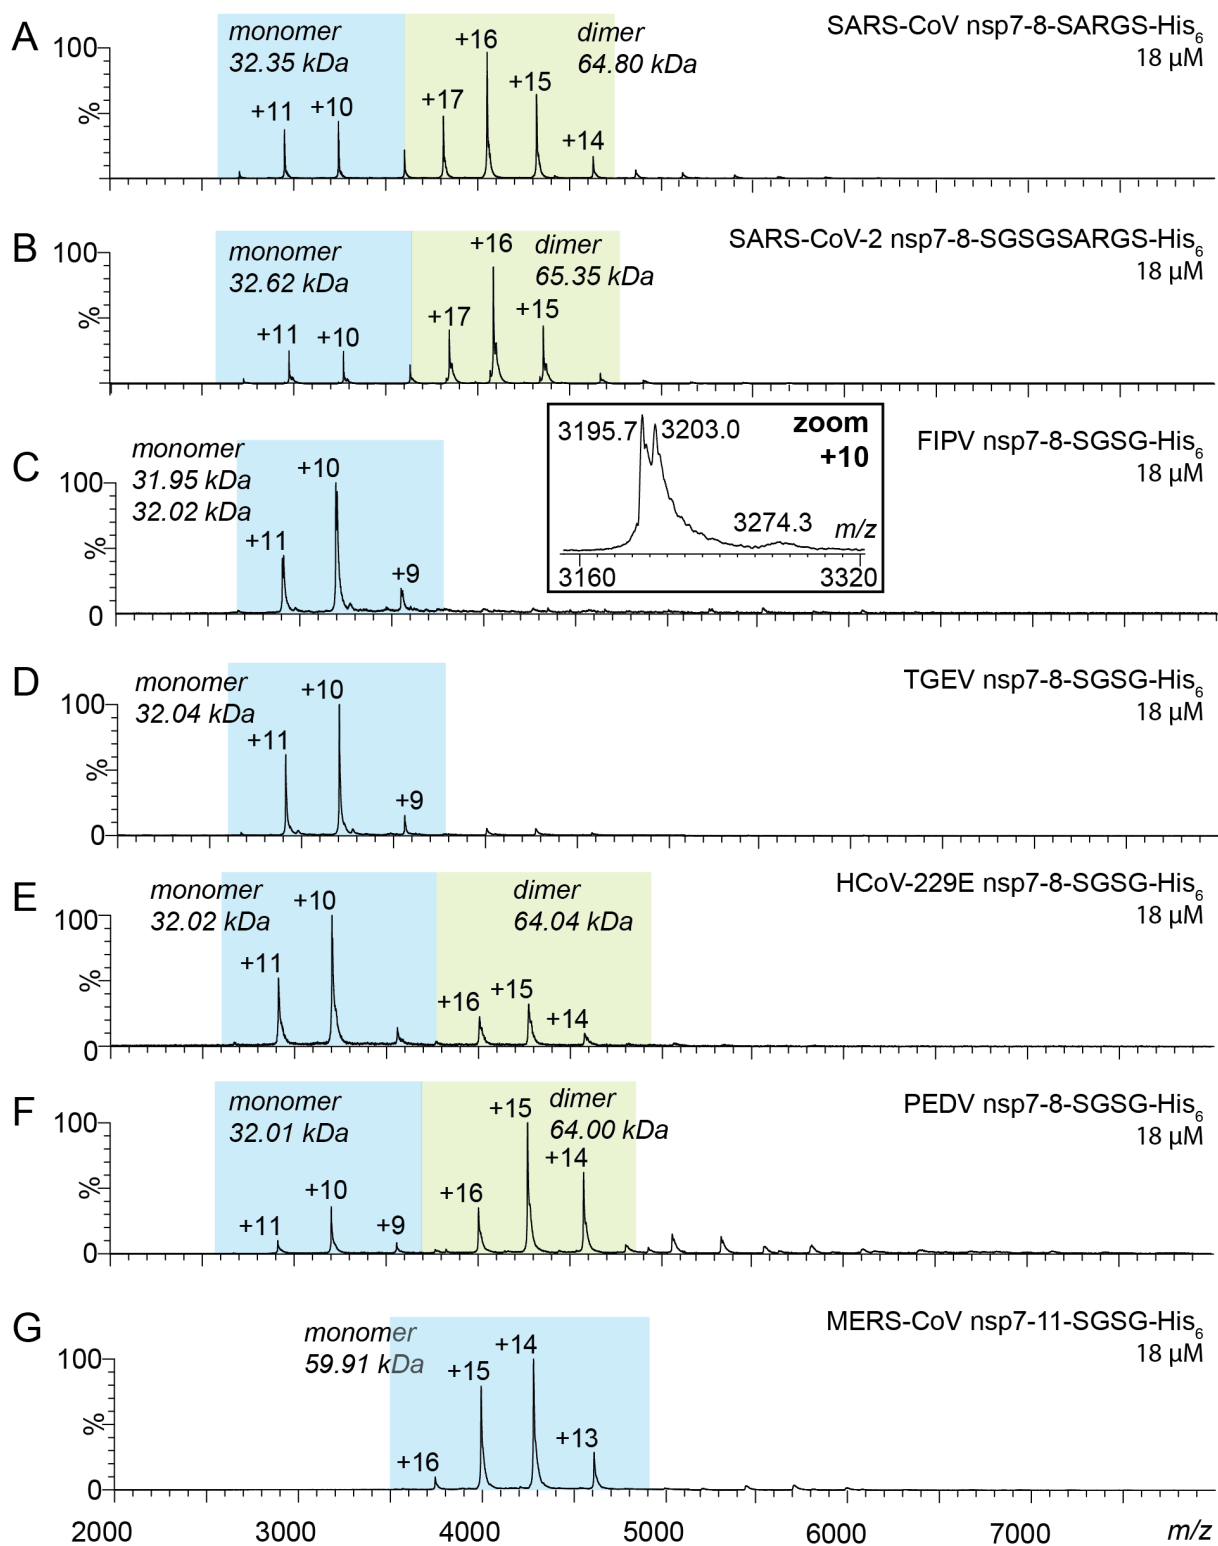 A
monomer
32.35 kDa
dimer
64.80 kDa
SARS-CoV nsp7-8-SARGS-His6
18 µM
100
%
+11
+10
+17
+16
+15
+14
B
monomer
32.62 kDa
dimer
65.35 kDa
SARS-CoV-2 nsp7-8-SGSGSARGS-His6
18 µM
100
%
+11
+10
+17
+16
+15
C
monomer
31.95 kDa
32.02 kDa
FIPV nsp7-8-SGSG-His6
18 µM
100
%
0
+11
+10
+9
3195.7
3203.0
zoom
+10
3274.3
m/z
3160
3320
D
monomer
32.04 kDa
TGEV nsp7-8-SGSG-His6
18 µM
100
%
0
+11
+10
+9
E
monomer
32.02 kDa
dimer
64.04 kDa
HCoV-229E nsp7-8-SGSG-His6
18 µM
100
%
0
+11
+10
+16
+15
+14
F
monomer
32.01 kDa
dimer
64.00 kDa
PEDV nsp7-8-SGSG-His6
18 µM
100
%
0
+11
+10
+9
+16
+15
+14
G
monomer
59.91 kDa
MERS-CoV nsp7-11-SGSG-His6
18 µM
100
%
0
+16
+15
+14
+13
2000 3000 4000 5000 6000 7000 m/z